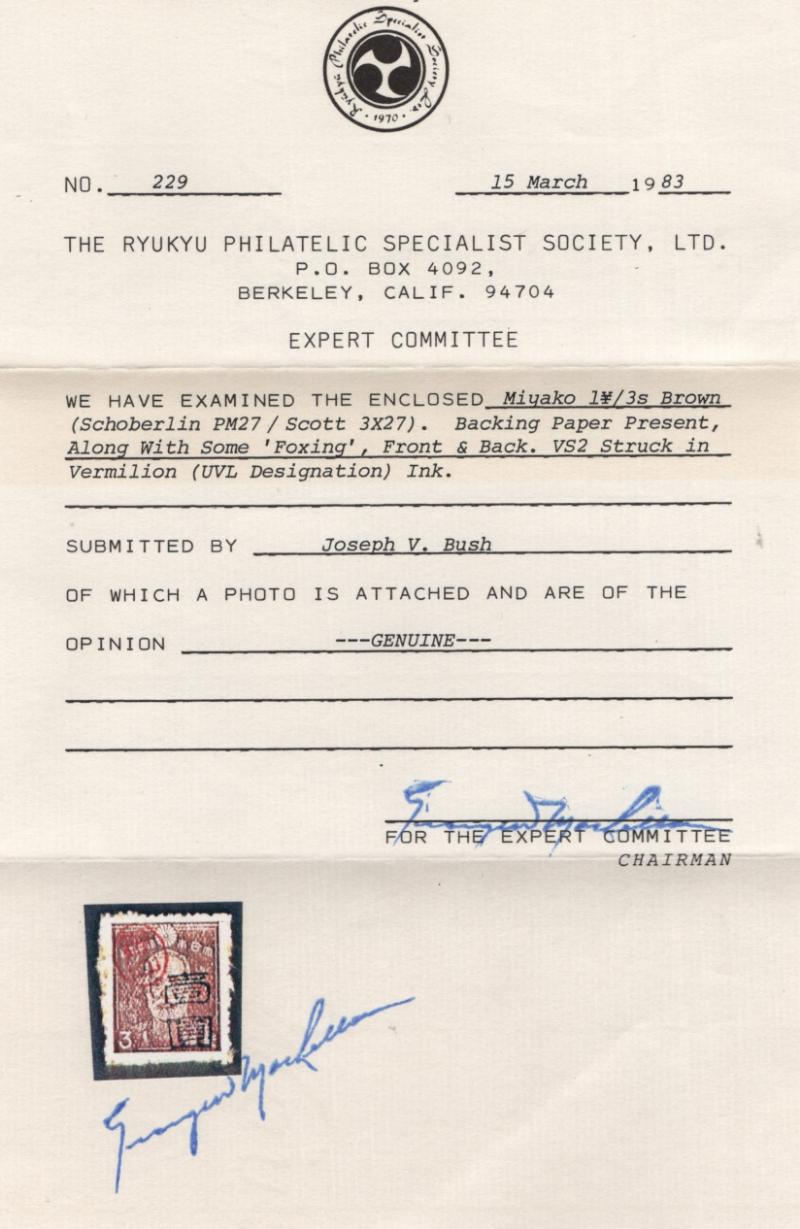 Ryukyu Philatelic Specialist Society Ltd.
· 1970 ·
NO. 229 15 March 1983
THE RYUKYU PHILATELIC SPECIALIST SOCIETY, LTD.
P.O. BOX 4092,
BERKELEY, CALIF. 94704
EXPERT COMMITTEE
WE HAVE EXAMINED THE ENCLOSED Miyako 1¥/3s Brown
(Schoberlin PM27 / Scott 3X27). Backing Paper Present,
Along With Some 'Foxing', Front & Back. VS2 Struck in
Vermilion (UVL Designation) Ink.
SUBMITTED BY Joseph V. Bush
OF WHICH A PHOTO IS ATTACHED AND ARE OF THE
OPINION ---GENUINE---
FOR THE EXPERT COMMITTEE
CHAIRMAN
3